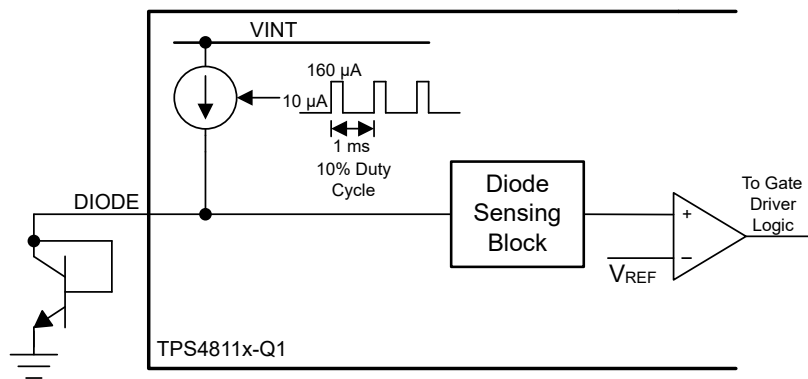 VINT
160 µA
10 µA
1 ms
10% Duty
Cycle
DIODE
Diode
Sensing
Block
+
−
VREF
To Gate
Driver
Logic
TPS4811x-Q1